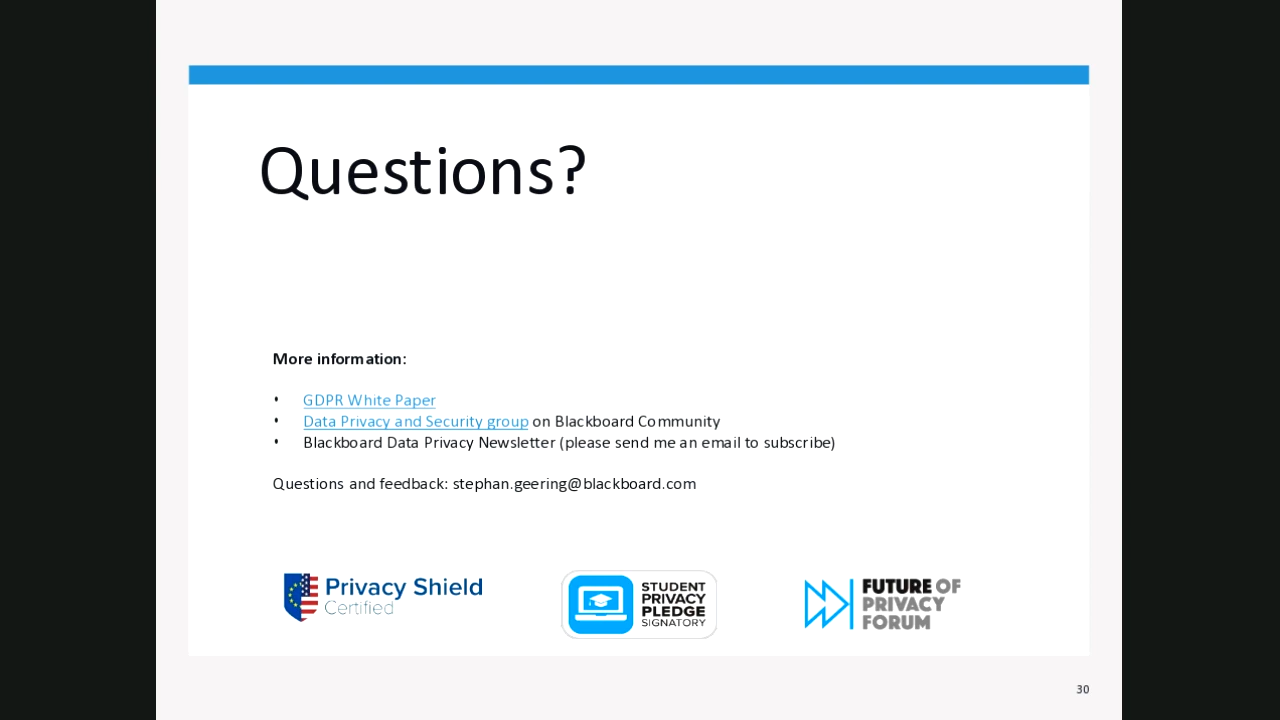 Questions?
More information:
• GDPR White Paper
• Data Privacy and Security group on Blackboard Community
• Blackboard Data Privacy Newsletter (please send me an email to subscribe)
Questions and feedback: stephan.geering@blackboard.com
Privacy Shield
Certified
STUDENT
PRIVACY
PLEDGE
SIGNATORY
FUTURE OF
PRIVACY
FORUM
30